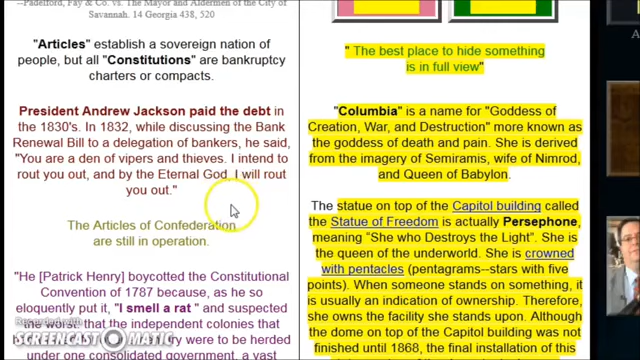 --Padelford, Fay & Co. vs. The Mayor and Aldermen of the City of
Savannah. 14 Georgia 438, 520
"Articles" establish a sovereign nation of
people, but all "Constitutions" are bankruptcy
charters or compacts.
President Andrew Jackson paid the debt in
the 1830's. In 1832, while discussing the Bank
Renewal Bill to a delegation of bankers, he said,
"You are a den of vipers and thieves. I intend to
rout you out, and by the Eternal God, I will rout
you out."
The Articles of Confederation
are still in operation.
"He [Patrick Henry] boycotted the Constitutional
Convention of 1787 because, as he so
eloquently put it, "I smell a rat" and suspected
the worst: that the independent colonies that
were to be herded
under one consolidated government, a vast
Recorded with
SCREENCAST MATIC
" The best place to hide something
is in full view"
"Columbia" is a name for "Goddess of
Creation, War, and Destruction" more known as
the goddess of death and pain. She is derived
from the imagery of Semiramis, wife of Nimrod,
and Queen of Babylon.
The statue on top of the Capitol building called
the Statue of Freedom is actually Persephone,
meaning "She who Destroys the Light". She is
the queen of the underworld. She is crowned
with pentacles (pentagrams--stars with five
points). When someone stands on something, it
is usually an indication of ownership. Therefore,
she owns the facility she stands upon. Although
the dome on top of the Capitol building was not
finished until 1868, the final installation of this